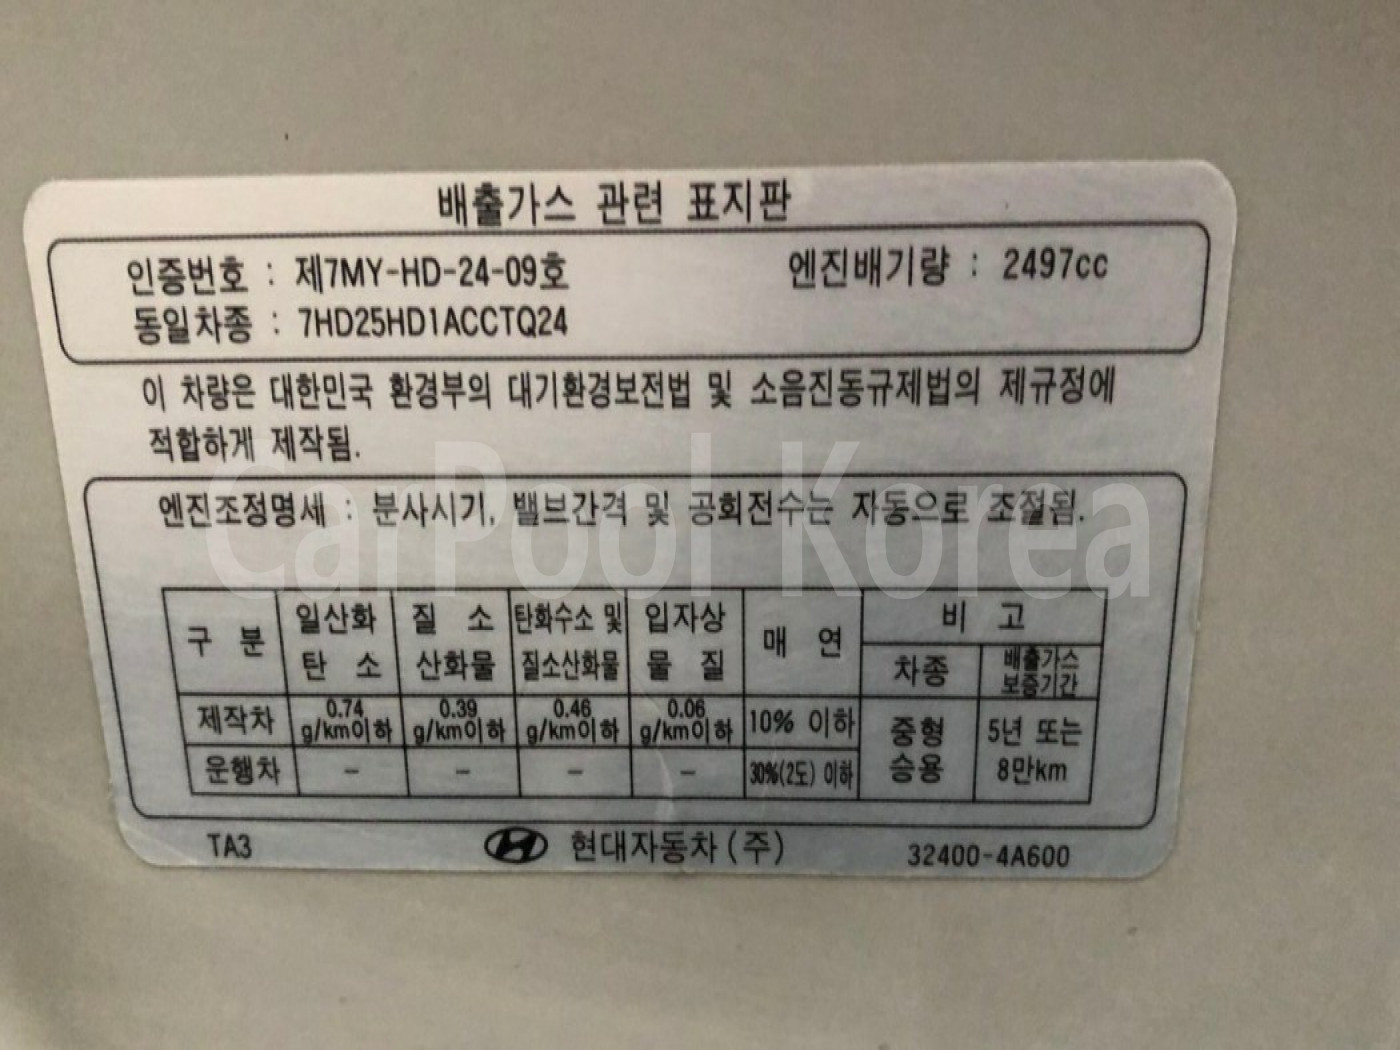 배출가스 관련 표지판
인증번호 : 제7MY-HD-24-09호 엔진배기량 : 2497cc
동일차종 : 7HD25HD1ACCTQ24
이 차량은 대한민국 환경부의 대기환경보전법 및 소음진동규제법의 제규정에
적합하게 제작됨.
CarPool Korea
엔진조정명세 : 분사시기, 밸브간격 및 공회전수는 자동으로 조절됨.
구 분 일산화 탄 소 질 소 산화물 탄화수소 및 질소산화물 입자상 물 질 매 연 비 고
차종 배출가스 보증기간
제작차 0.74 g/km이하 0.39 g/km이하 0.46 g/km이하 0.06 g/km이하 10% 이하 중형 승용 5년 또는 8만km
운행차 - - - - 30%(2도) 이하
TA3 현대자동차(주) 32400-4A600